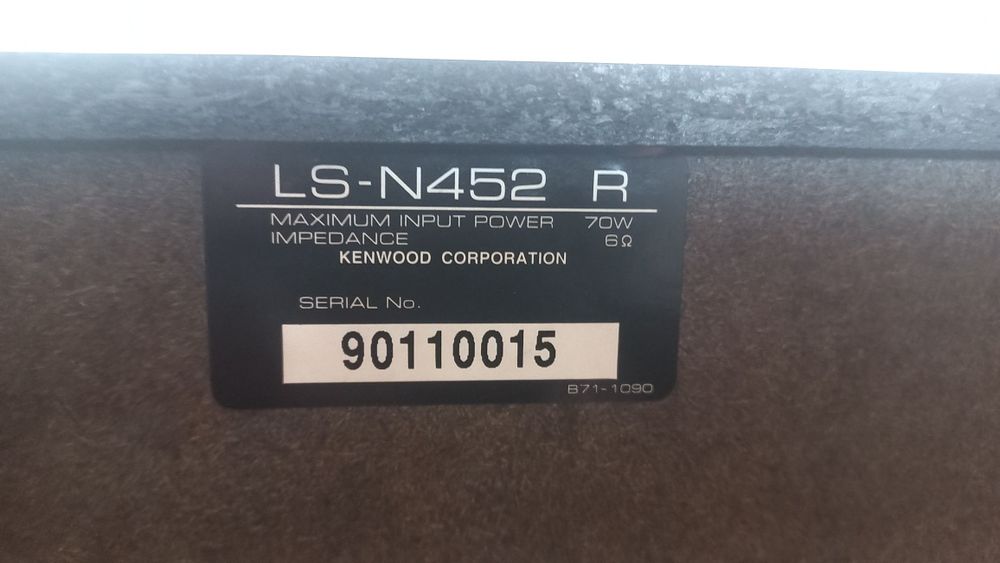 LS-N452 R
MAXIMUM INPUT POWER 70W
IMPEDANCE 6Ω
KENWOOD CORPORATION
SERIAL No.
90110015
B71-1090